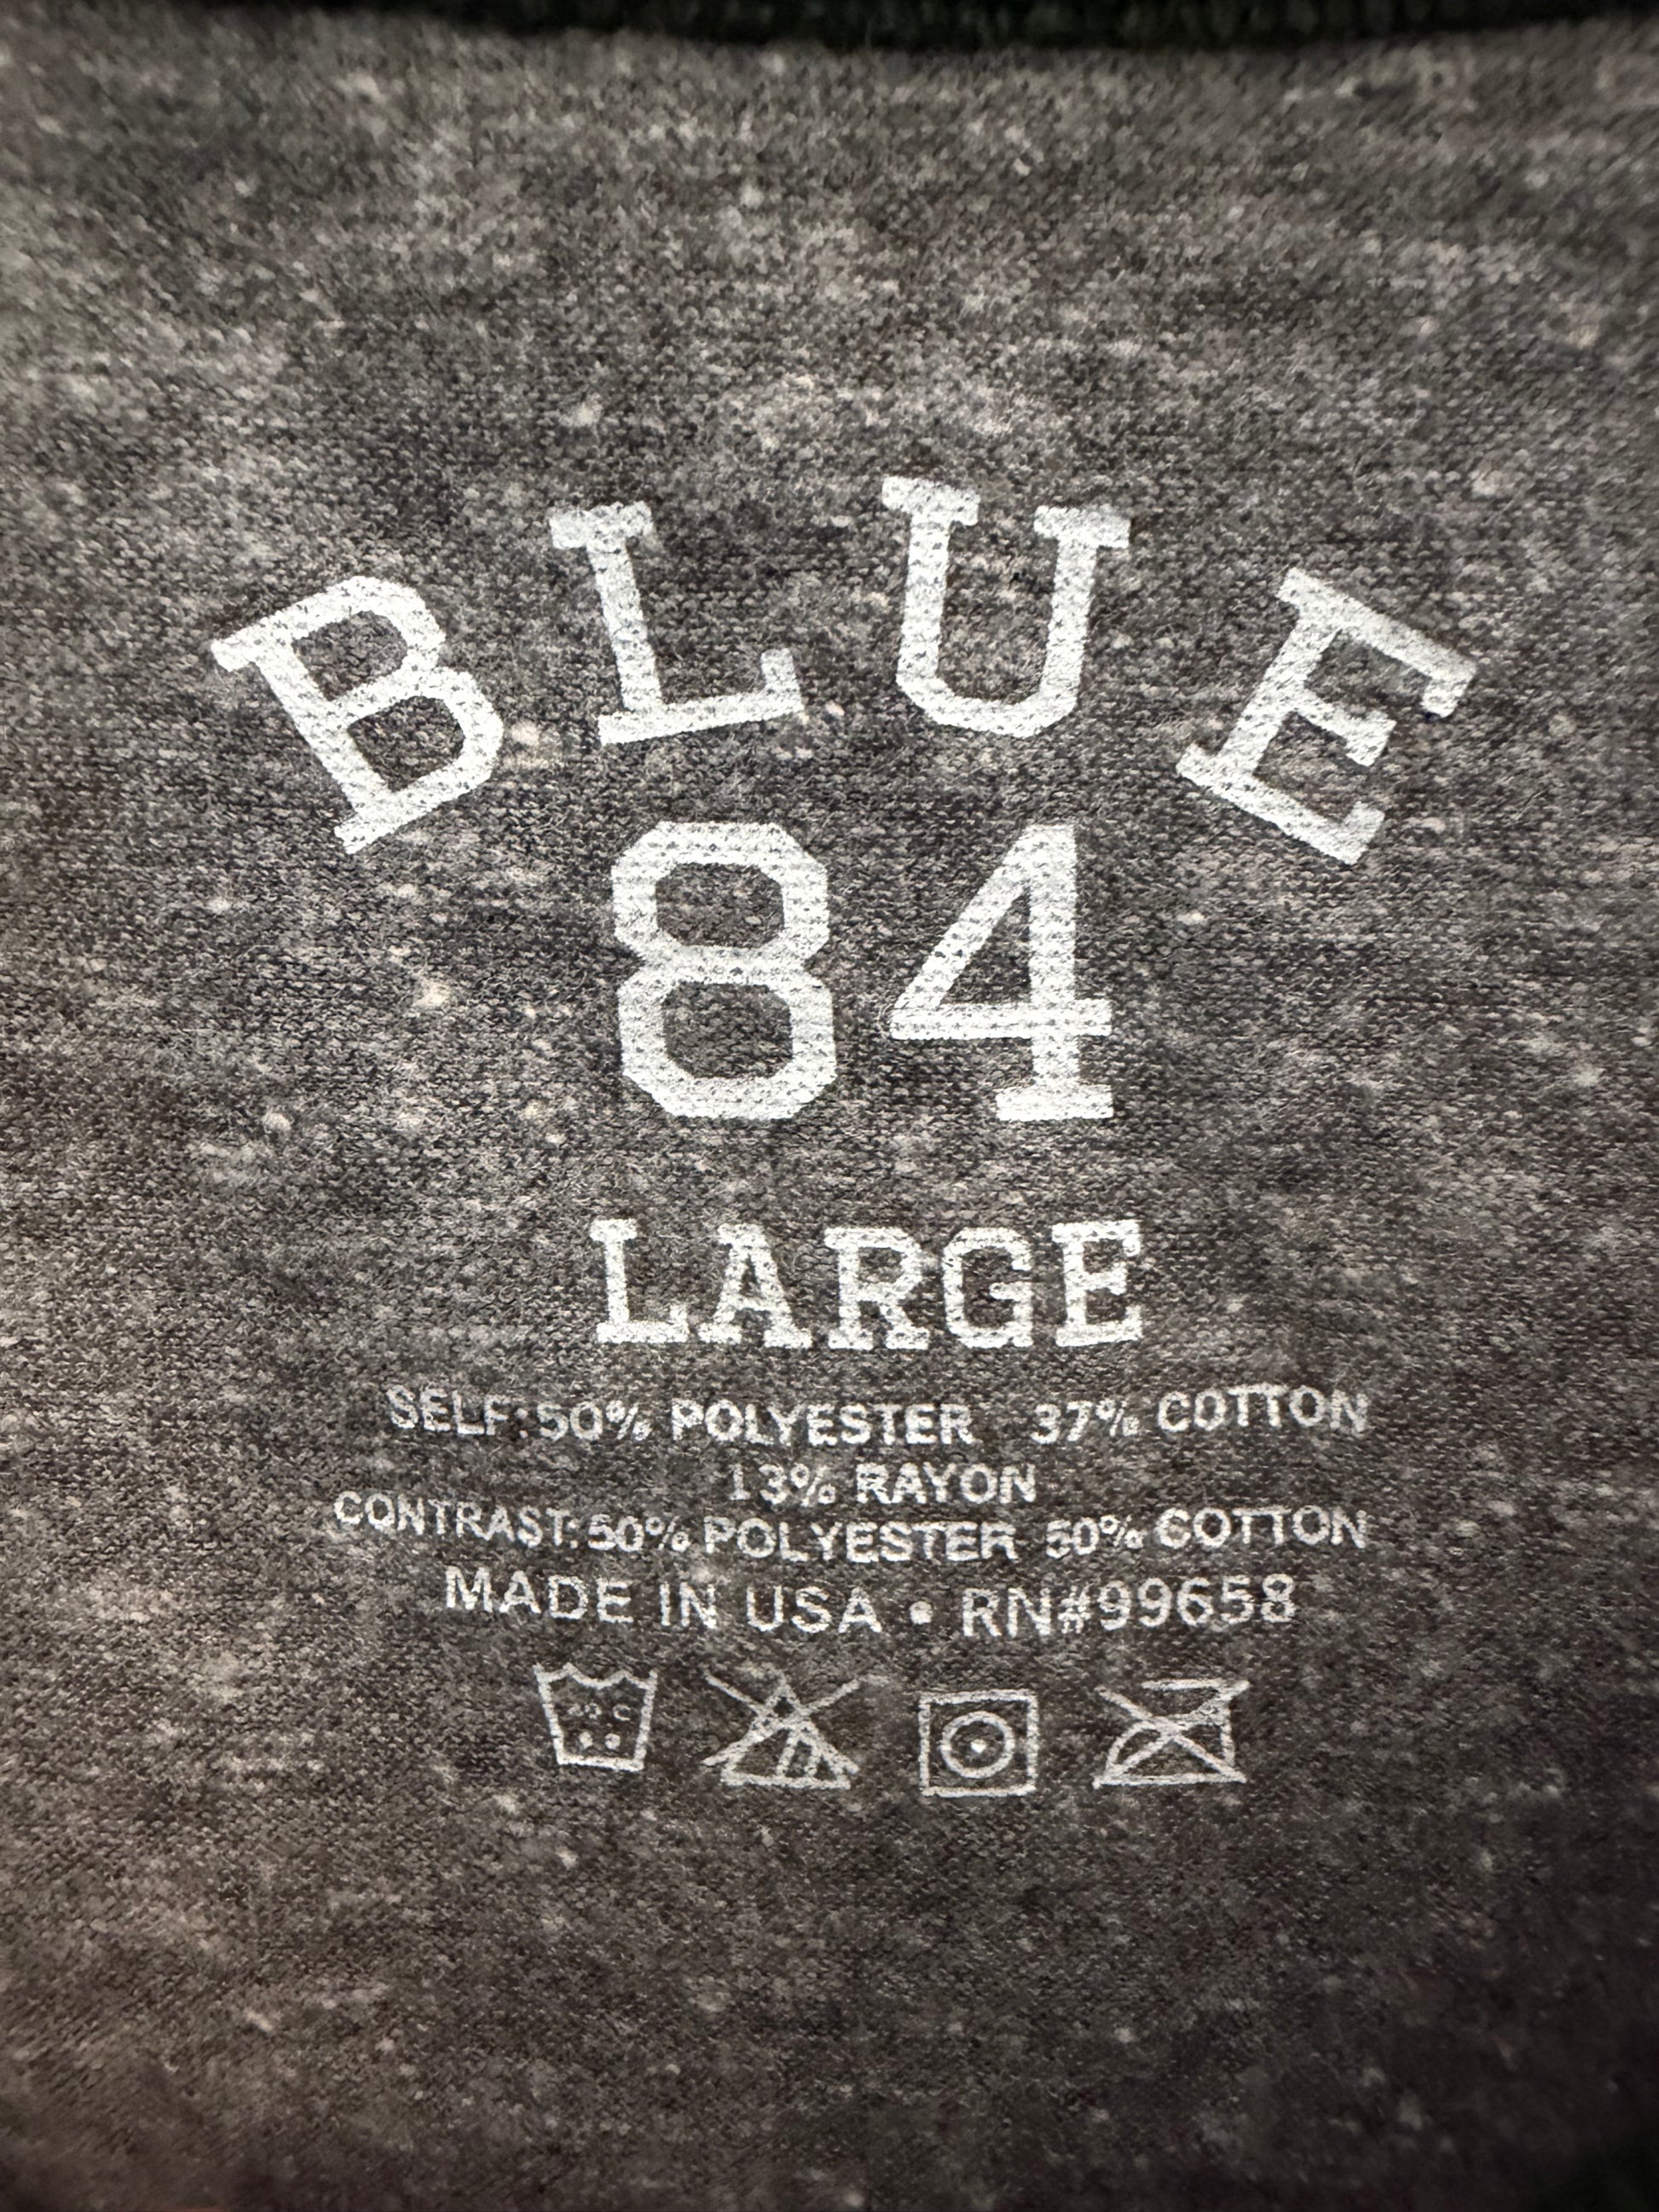 BLUE
84
LARGE
SELF: 50% POLYESTER 37% COTTON
13% RAYON
CONTRAST: 50% POLYESTER 50% COTTON
MADE IN USA • RN#99658